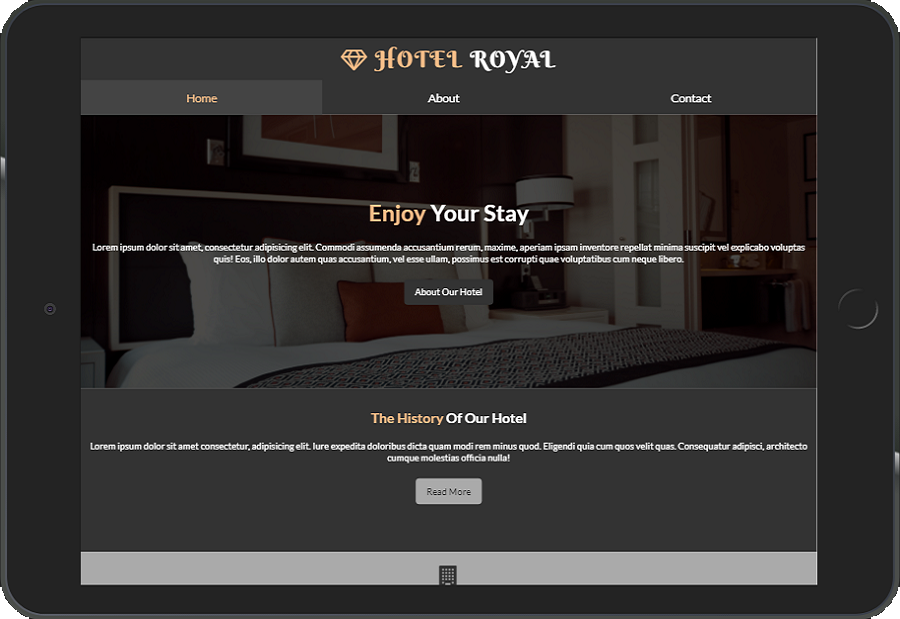 HOTEL ROYAL
Home About Contact
Enjoy Your Stay
Lorem ipsum dolor sit amet, consectetur adipisicing elit. Commodi assumenda accusantium rerum, maxime, aperiam ipsam inventore repellat minima suscipit vel explicabo voluptas
quis! Eos, illo dolor autem quas accusantium, vel esse ullam, possimus est corrupti quae voluptatibus cum neque libero.
About Our Hotel
The History Of Our Hotel
Lorem ipsum dolor sit amet consectetur, adipisicing elit. Iure expedita doloribus dicta quam modi rem minus quod. Eligendi quia cum quos velit quas. Consequatur adipisci, architecto
cumque molestias officia nulla!
Read More